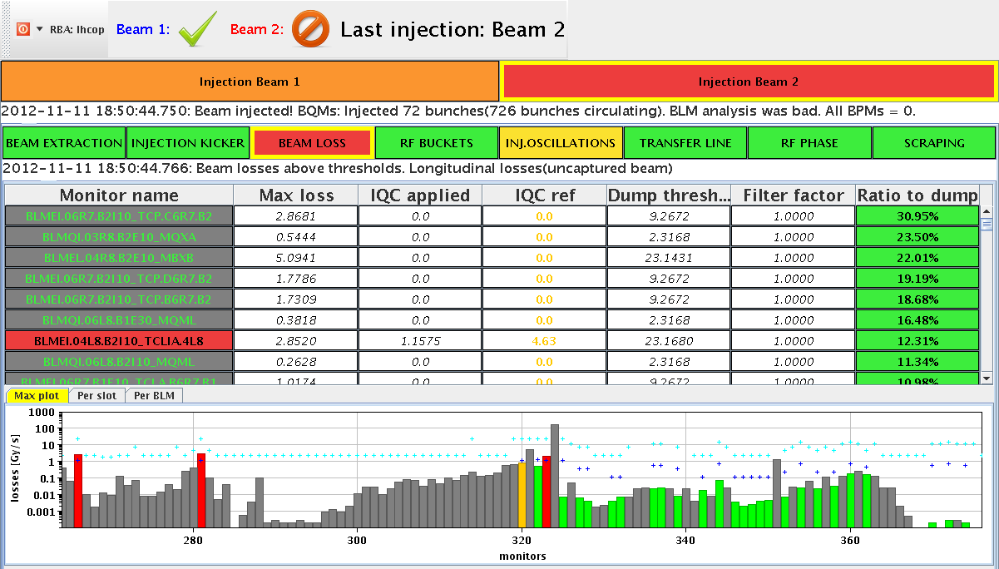 RBA: lhcop Beam 1: Beam 2: Last injection: Beam 2
Injection Beam 1 Injection Beam 2
2012-11-11 18:50:44.750: Beam injected! BQMs: Injected 72 bunches(726 bunches circulating). BLM analysis was bad. All BPMs = 0.
BEAM EXTRACTION INJECTION KICKER BEAM LOSS RF BUCKETS INJ.OSCILLATIONS TRANSFER LINE RF PHASE SCRAPING
2012-11-11 18:50:44.766: Beam losses above thresholds. Longitudinal losses(uncaptured beam)
Monitor name Max loss IQC applied IQC ref Dump thresh... Filter factor Ratio to dump
BLMEI.06R7.B2I10_TCP.C6R7.B2 2.8681 0.0 0.0 9.2672 1.0000 30.95%
BLMQI.03R8.B2E10_MQXA 0.5444 0.0 0.0 2.3168 1.0000 23.50%
BLMEL.04R8.B2E10_MBXB 5.0941 0.0 0.0 23.1431 1.0000 22.01%
BLMEI.06R7.B2I10_TCP.D6R7.B2 1.7786 0.0 0.0 9.2672 1.0000 19.19%
BLMEI.06R7.B2I10_TCP.B6R7.B2 1.7309 0.0 0.0 9.2672 1.0000 18.68%
BLMQI.06L8.B1E30_MQML 0.3818 0.0 0.0 2.3168 1.0000 16.48%
BLMEI.04L8.B2I10_TCLIA.4L8 2.8520 1.1575 4.63 23.1680 1.0000 12.31%
BLMQI.06L8.B2I10_MQML 0.2628 0.0 0.0 2.3168 1.0000 11.34%
BLMEI.06R7.B1E10_TCLA.B6R7.B1 1.0174 0.0 0.0 9.2672 1.0000 10.98%
Max plot Per slot Per BLM
losses [Gy/s]
1000
100
10
1
0.1
0.01
0.001
280 300 320 340 360
monitors